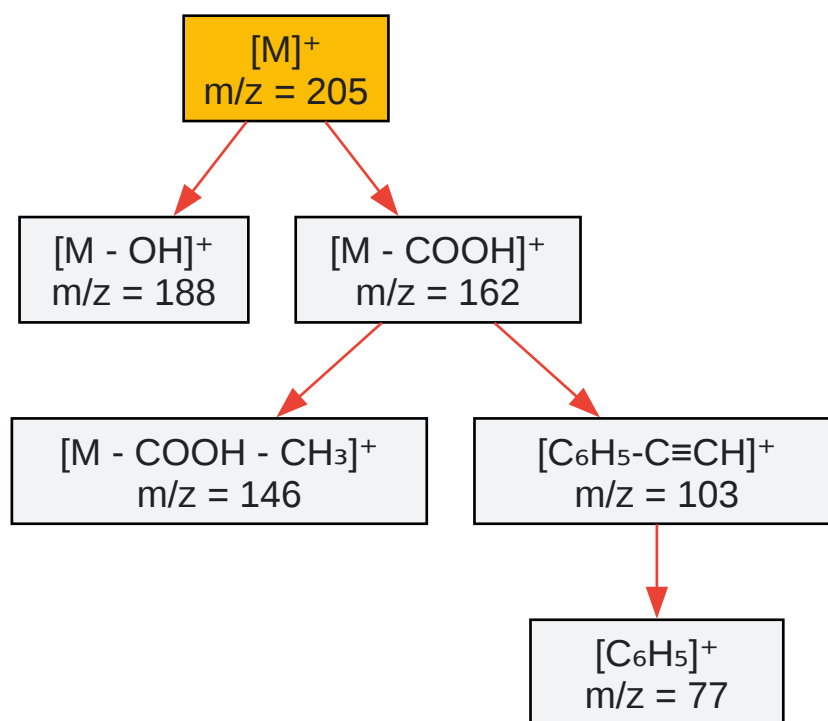 [M]⁺
m/z = 205
[M - OH]⁺
m/z = 188
[M - COOH]⁺
m/z = 162
[M - COOH - CH₃]⁺
m/z = 146
[C₆H₅-C≡CH]⁺
m/z = 103
[C₆H₅]⁺
m/z = 77